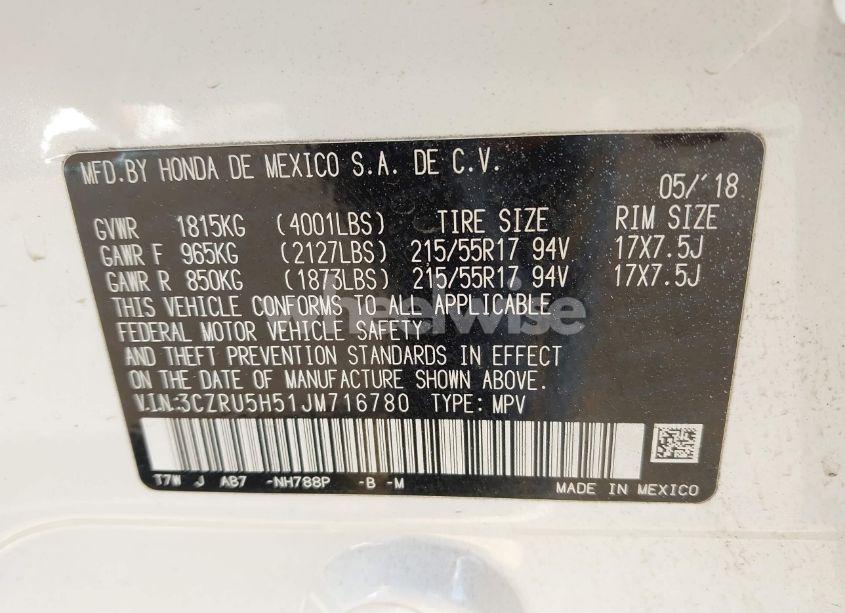 MFD.BY HONDA DE MEXICO S.A. DE C.V.
05/'18
GVWR 1815KG (4001LBS) TIRE SIZE RIM SIZE
GAWR F 965KG (2127LBS) 215/55R17 94V 17X7.5J
GAWR R 850KG (1873LBS) 215/55R17 94V 17X7.5J
THIS VEHICLE CONFORMS TO ALL APPLICABLE
FEDERAL MOTOR VEHICLE SAFETY
AND THEFT PREVENTION STANDARDS IN EFFECT
ON THE DATE OF MANUFACTURE SHOWN ABOVE.
V.I.N:3CZRU5H51JM716780 TYPE: MPV
T7W J AB7 -NH788P -B -M
MADE IN MEXICO